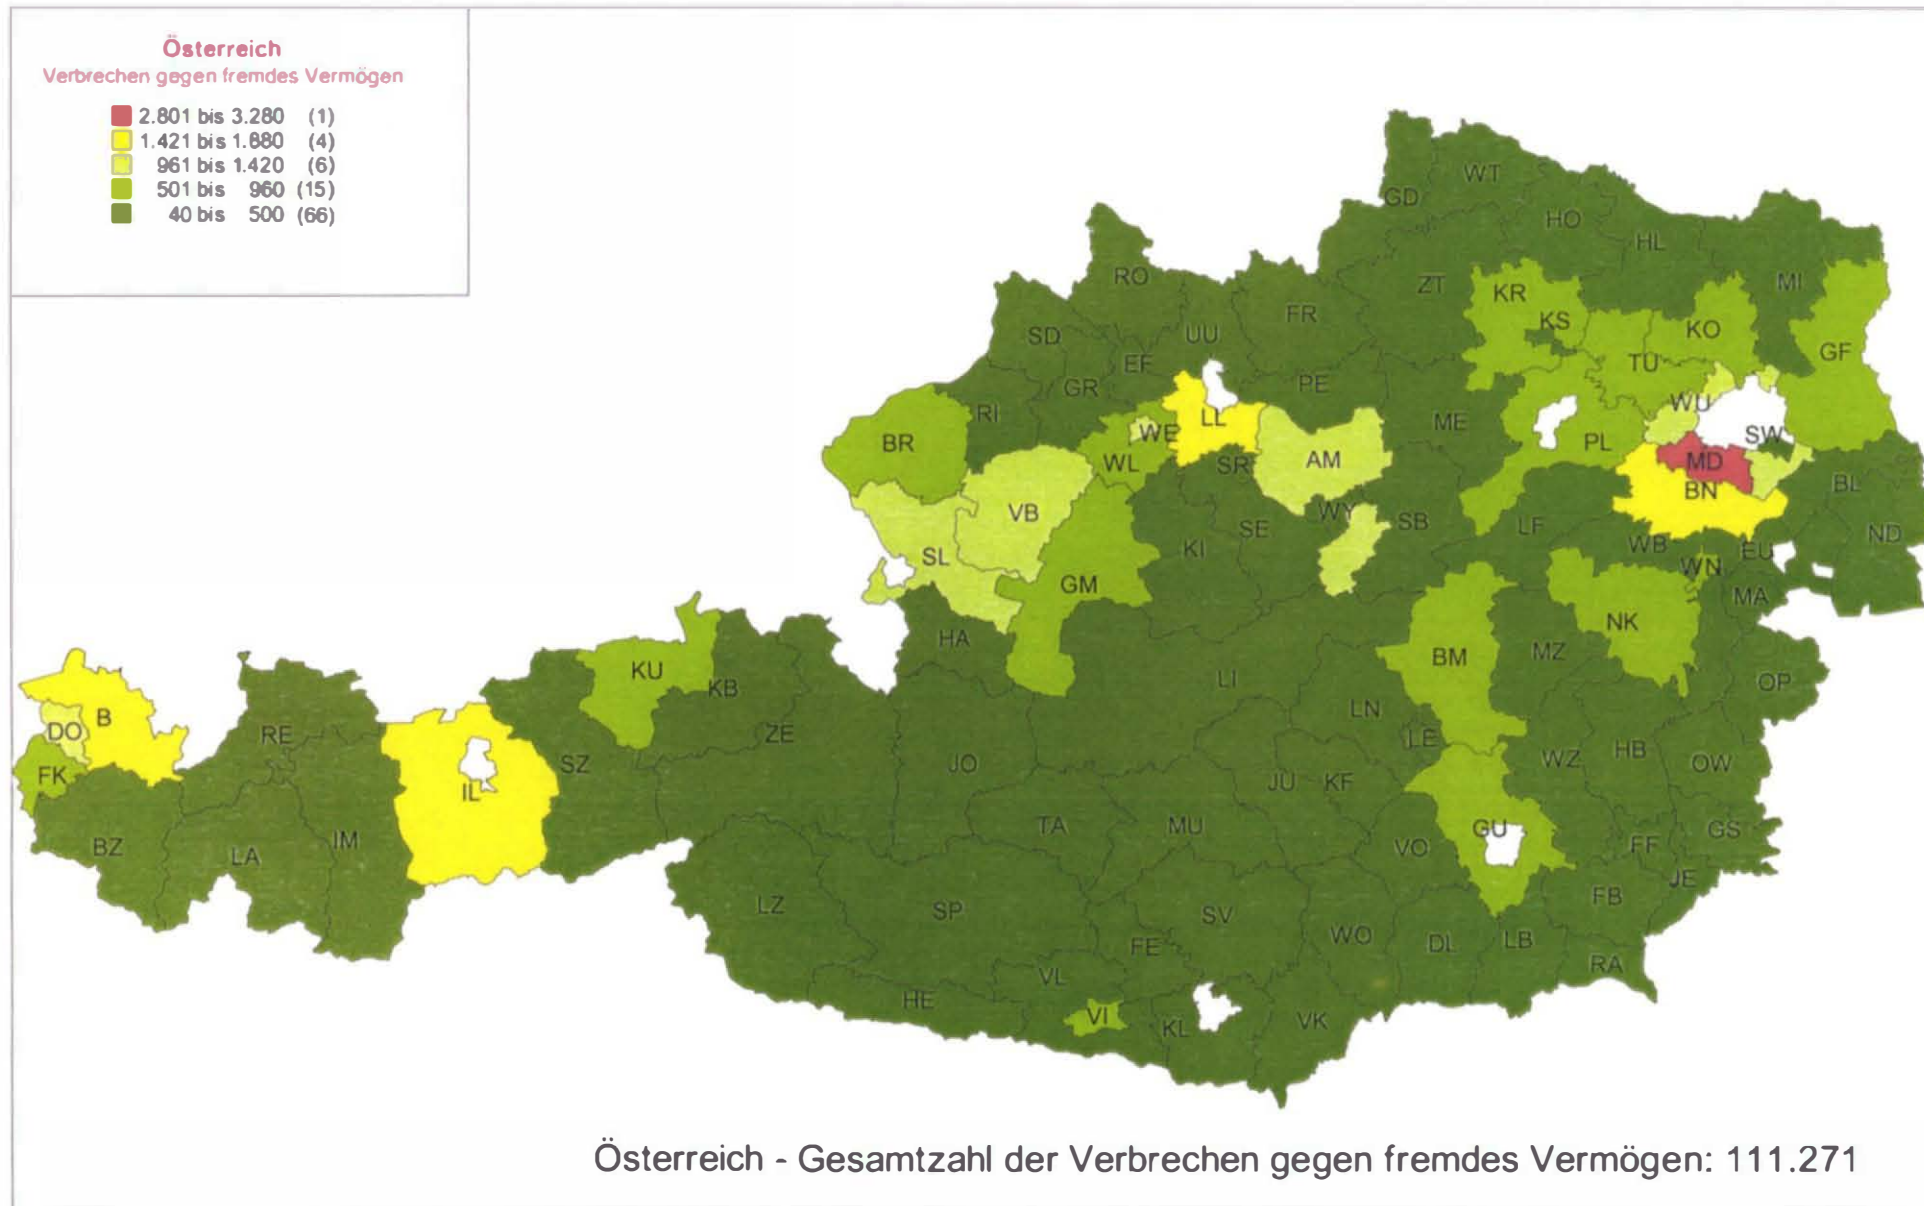 Österreich
Verbrechen gegen fremdes Vermögen
2.801 bis 3.280 (1)
1.421 bis 1.880 (4)
961 bis 1.420 (6)
501 bis 960 (15)
40 bis 500 (66)
WT
GD
HO
HL
RO
ZT
KR
MI
FR
KS
KO
SD
UU
GF
EF
TU
PE
GR
WU
RI
LL
ME
SW
BR
WE
PL
WL
SR
AM
MD
BL
BN
VB
WY
SB
LF
SE
ND
KI
WB
EU
SL
WN
GM
MA
NK
HA
BM
MZ
KU
LI
OP
KB
LN
B
DO
RE
ZE
LE
HB
WZ
JO
SZ
OW
FK
JU
KF
IL
TA
MU
GU
GS
IM
BZ
VO
FF
LA
JE
FB
LZ
SP
SV
WO
LB
FE
DL
RA
VL
HE
VI
VK
KL
Österreich - Gesamtzahl der Verbrechen gegen fremdes Vermögen: 111.271